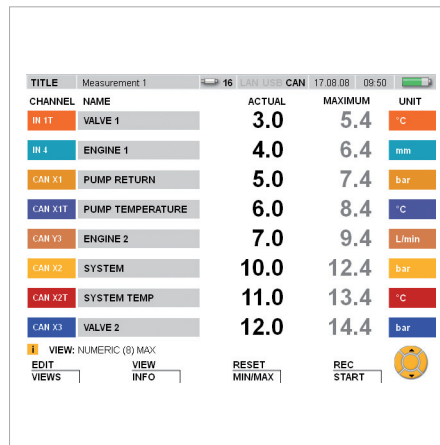 TITLE Measurement 1 16 LAN USB CAN 17.08.08 09:50
CHANNEL NAME ACTUAL MAXIMUM UNIT
IN 1T VALVE 1 3.0 5.4 °C
IN 4 ENGINE 1 4.0 6.4 mm
CAN X1 PUMP RETURN 5.0 7.4 bar
CAN X1T PUMP TEMPERATURE 6.0 8.4 °C
CAN Y3 ENGINE 2 7.0 9.4 L/min
CAN X2 SYSTEM 10.0 12.4 bar
CAN X2T SYSTEM TEMP 11.0 13.4 °C
CAN X3 VALVE 2 12.0 14.4 bar
i VIEW: NUMERIC (8) MAX
EDIT VIEW RESET REC
VIEWS INFO MIN/MAX START